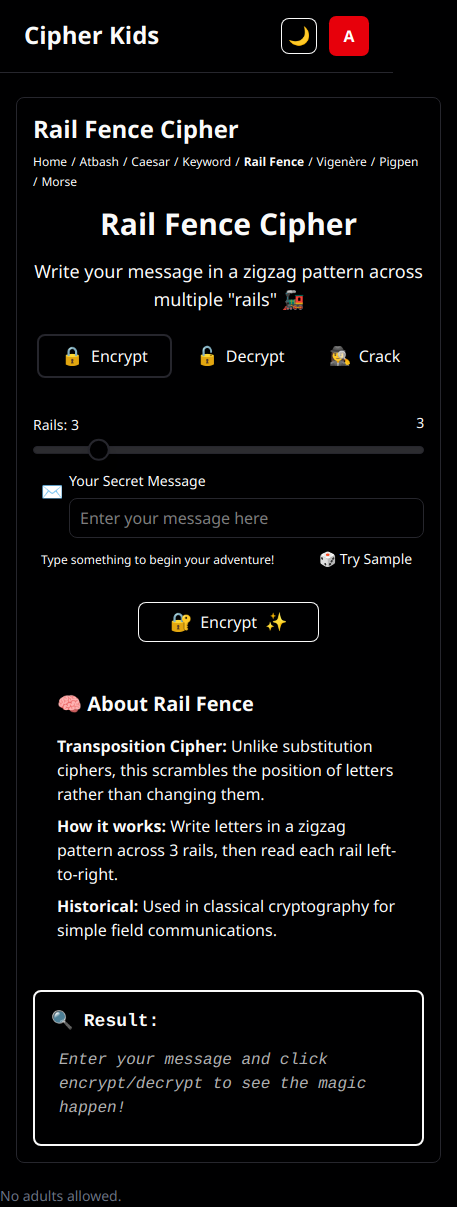 Cipher Kids
🌙
A
Rail Fence Cipher
Home / Atbash / Caesar / Keyword / Rail Fence / Vigenère / Pigpen
/ Morse
Rail Fence Cipher
Write your message in a zigzag pattern across
multiple "rails" 🚂
🔒 Encrypt
🔓 Decrypt
🕵️ Crack
Rails: 3
3
✉️
Your Secret Message
Enter your message here
Type something to begin your adventure!
🎲 Try Sample
🔐 Encrypt ✨
🧠 About Rail Fence
Transposition Cipher: Unlike substitution
ciphers, this scrambles the position of letters
rather than changing them.
How it works: Write letters in a zigzag
pattern across 3 rails, then read each rail left-
to-right.
Historical: Used in classical cryptography for
simple field communications.
🔍 Result:
Enter your message and click
encrypt/decrypt to see the magic
happen!
No adults allowed.